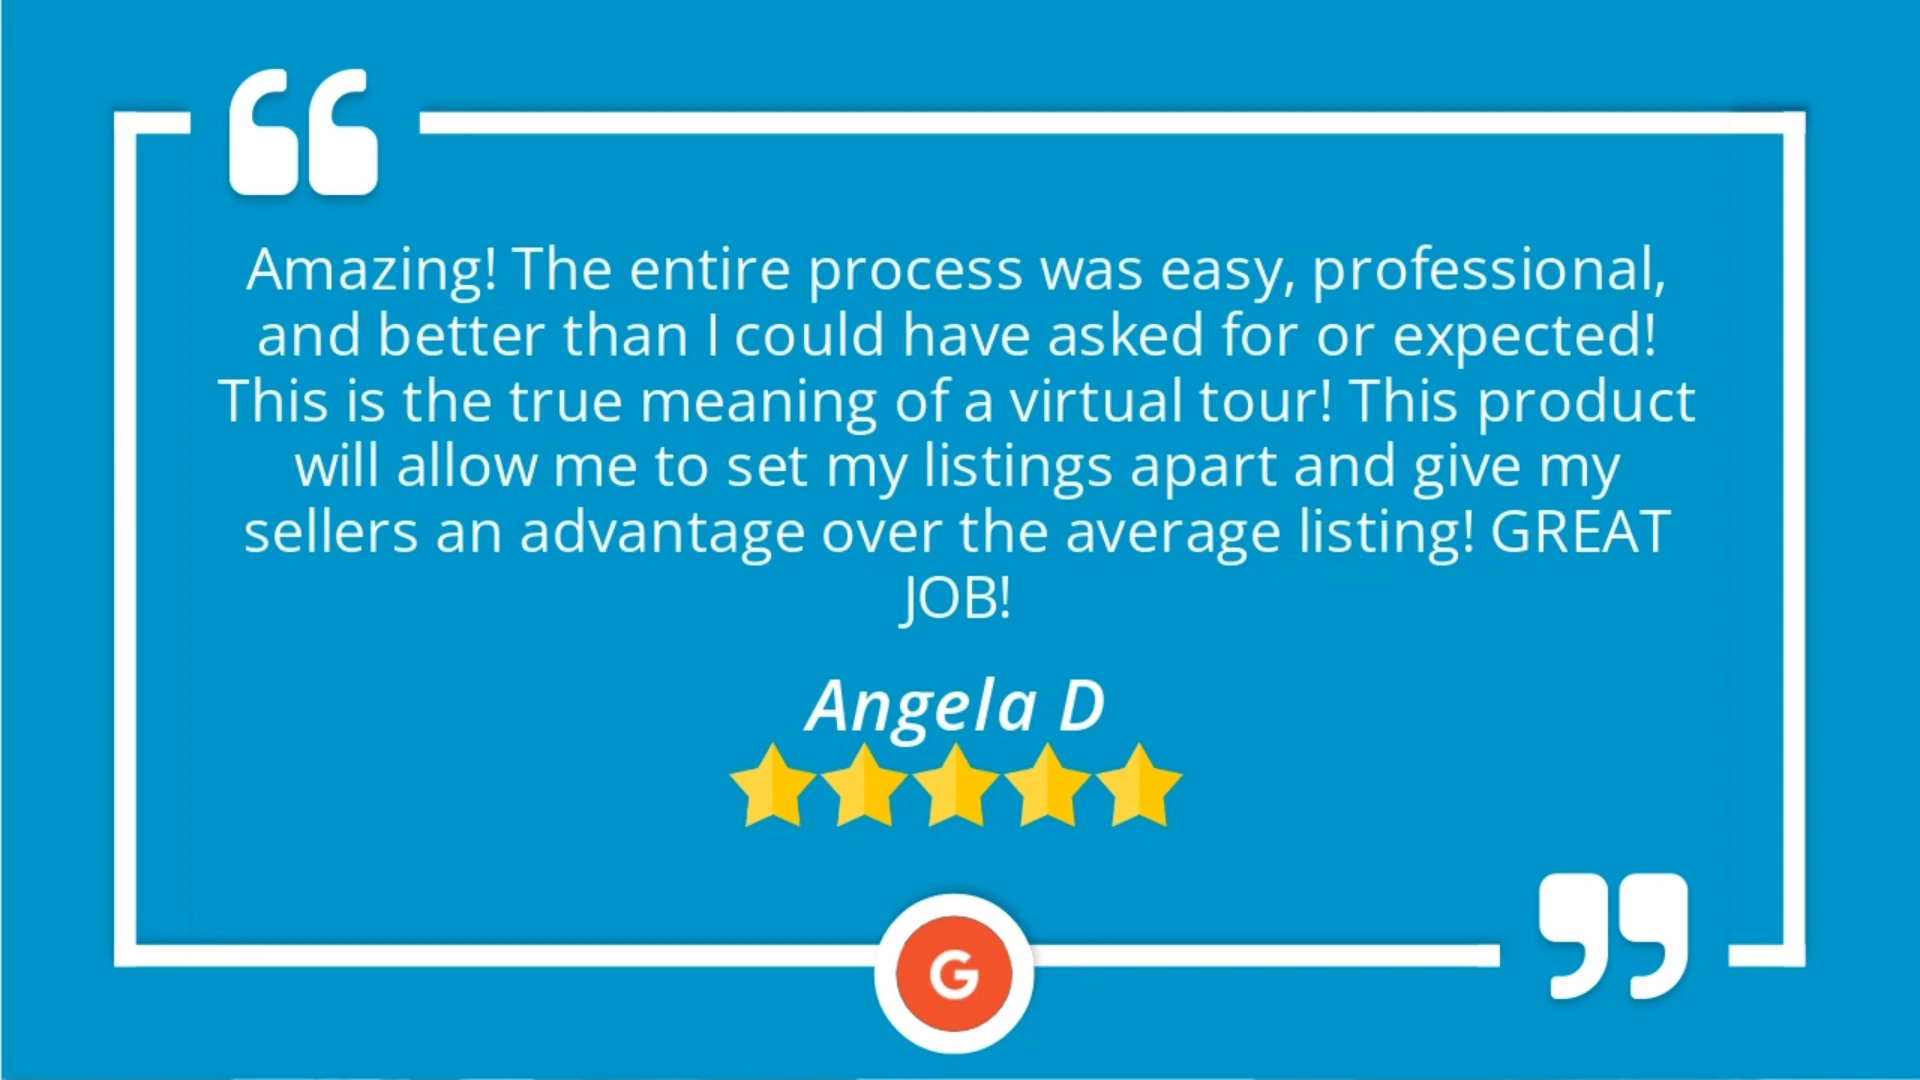 “
Amazing! The entire process was easy, professional,
and better than I could have asked for or expected!
This is the true meaning of a virtual tour! This product
will allow me to set my listings apart and give my
sellers an advantage over the average listing! GREAT
JOB!
Angela D
G
”